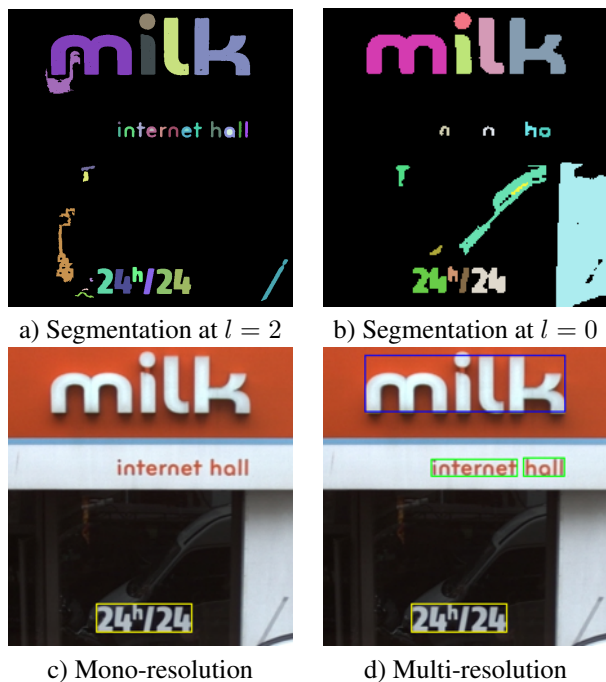 milk
internet hall
24h/24
milk
ho
24h/24
a) Segmentation at l = 2
b) Segmentation at l = 0
milk
internet hall
24h/24
milk
internet hall
24h/24
c) Mono-resolution
d) Multi-resolution